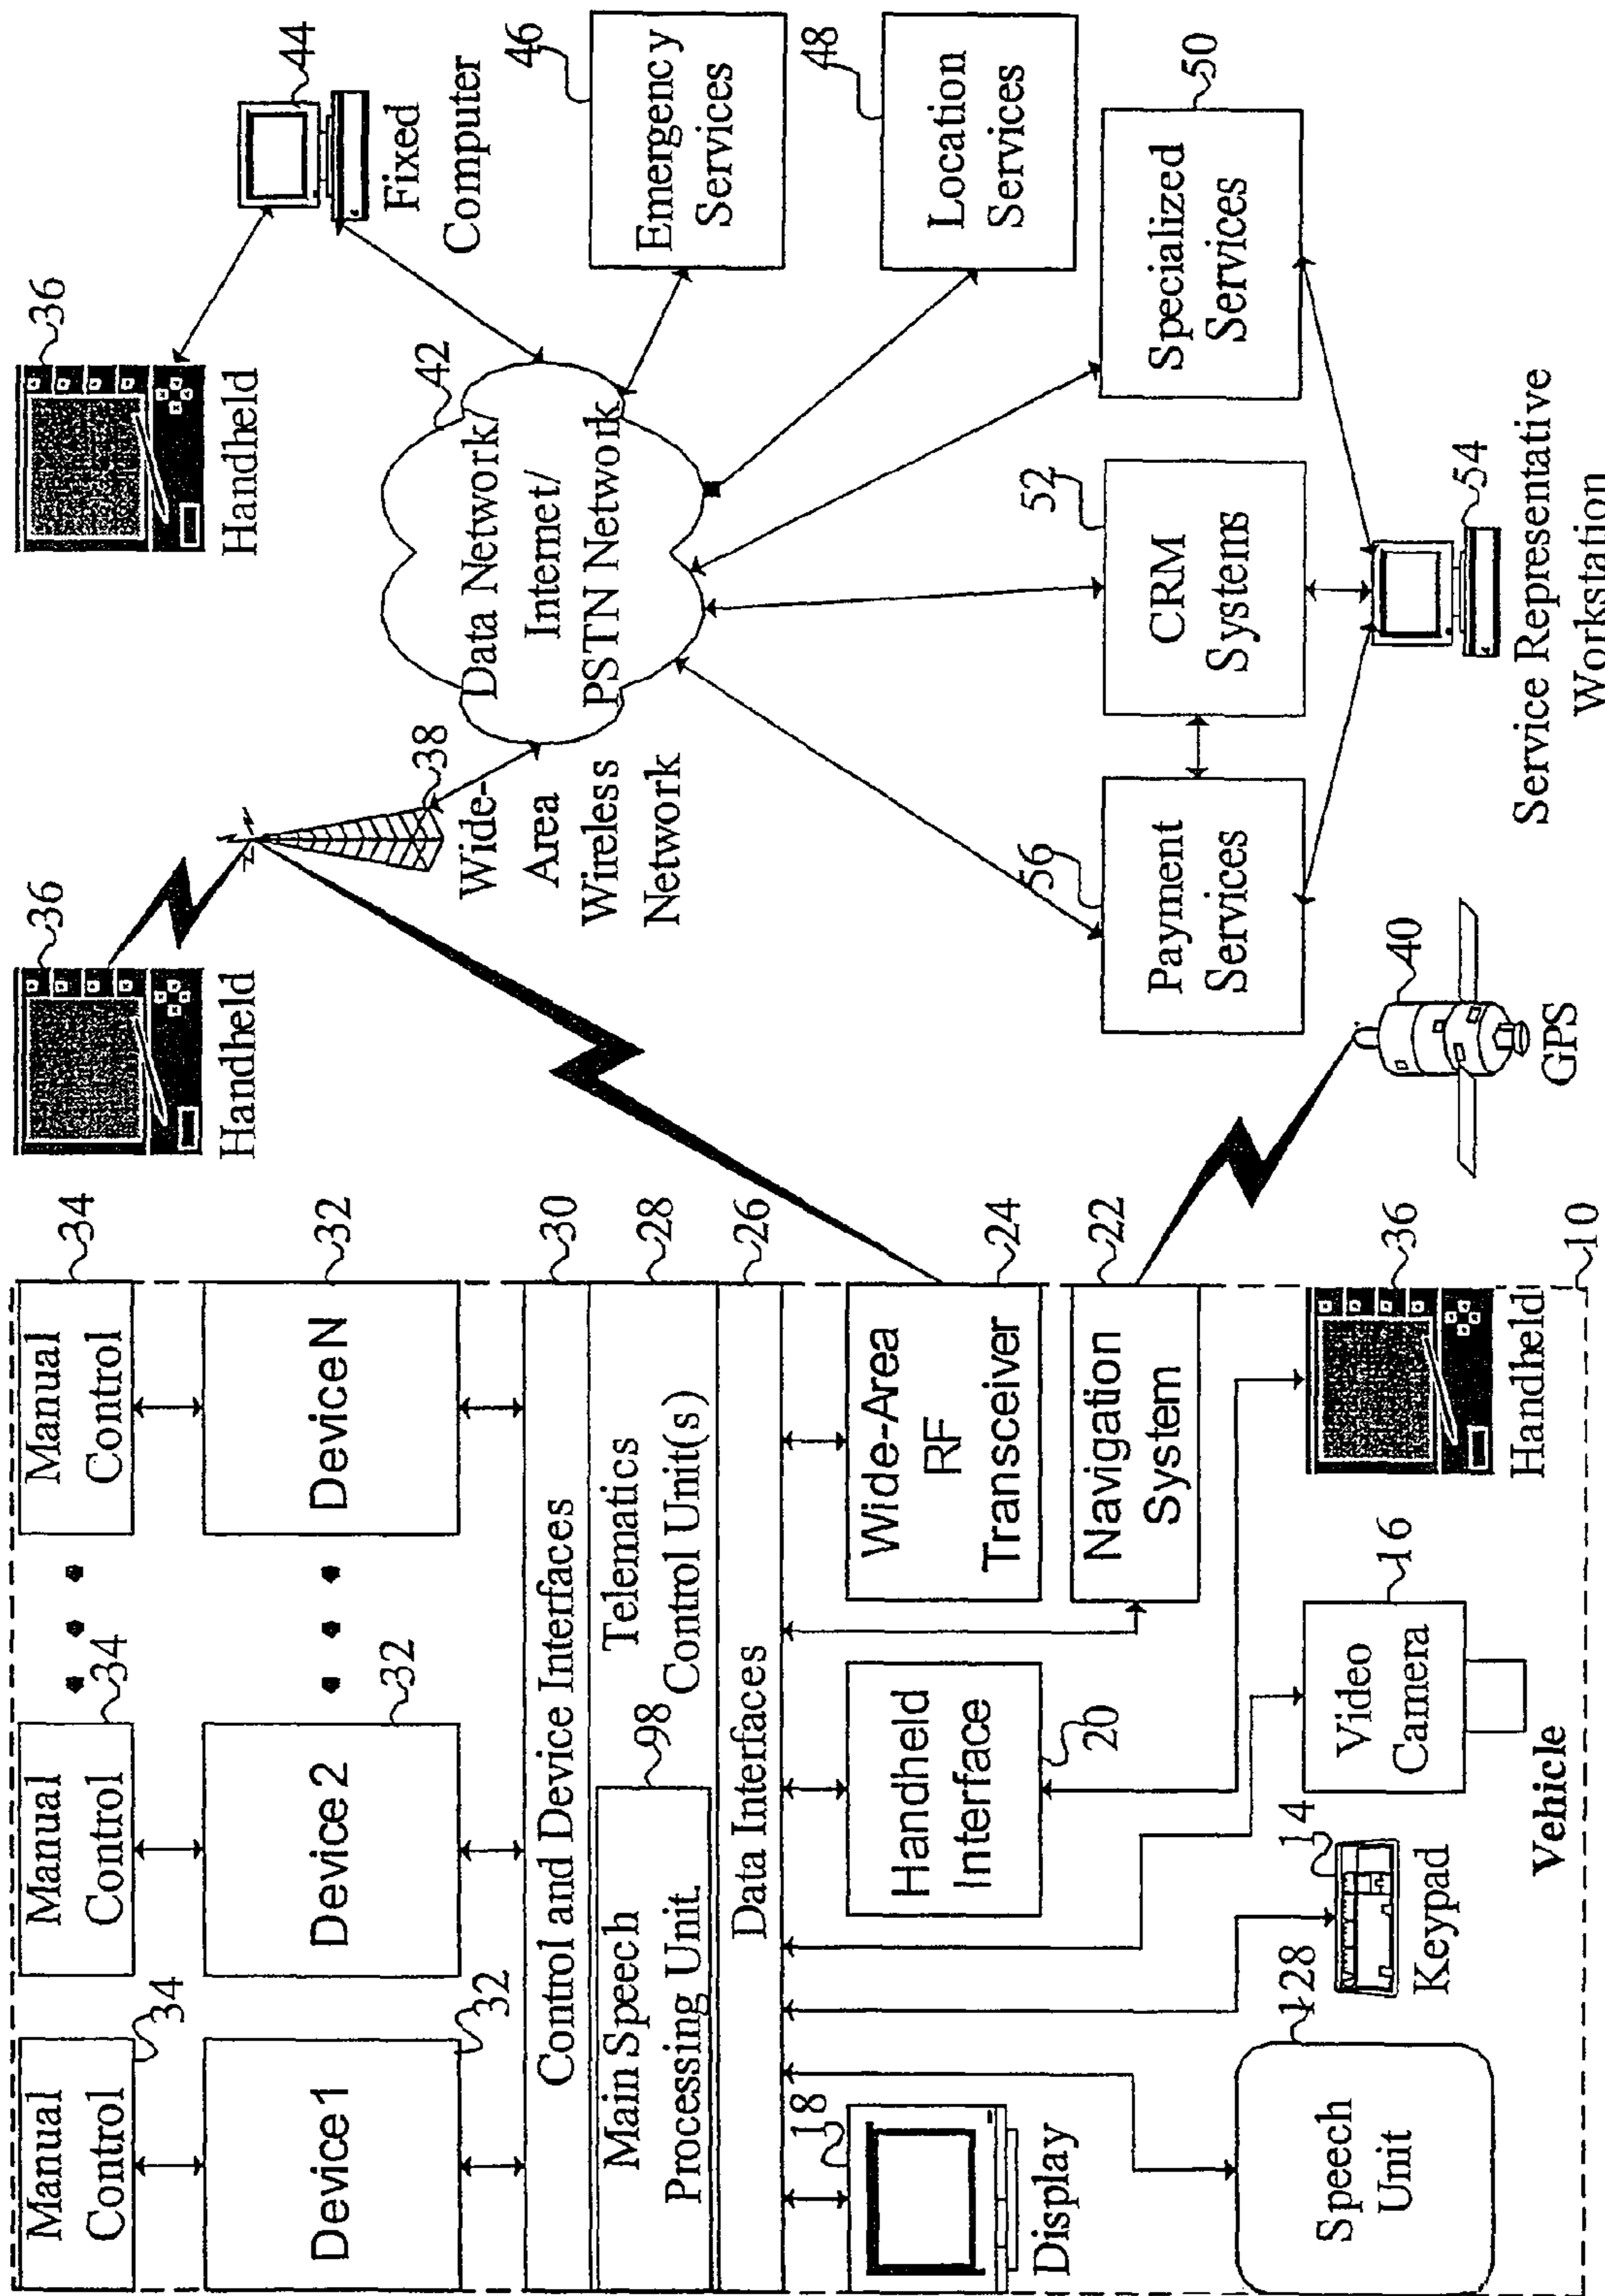 Manual
Control
34
Manual
Control
34
Manual
Control
34
Device 1
32
Device 2
32
Device N
32
Control and Device Interfaces
30
Main Speech
Processing Unit.
98
Telematics
Control Unit(s)
28
Data Interfaces
26
18
Display
Handheld
Interface
20
Wide-Area
RF
Transceiver
24
Navigation
System
22
Speech
Unit
128
Keypad
14
Video
Camera
16
Handheld
36
Vehicle
10
Handheld
36
Handheld
36
44
Fixed
Computer
38
Wide-
Area
Wireless
Network
42
Data Network/
Internet/
PSTN Network
46
Emergency
Services
48
Location
Services
56
Payment
Services
52
CRM
Systems
50
Specialized
Services
40
GPS
54
Service Representative
Workstation